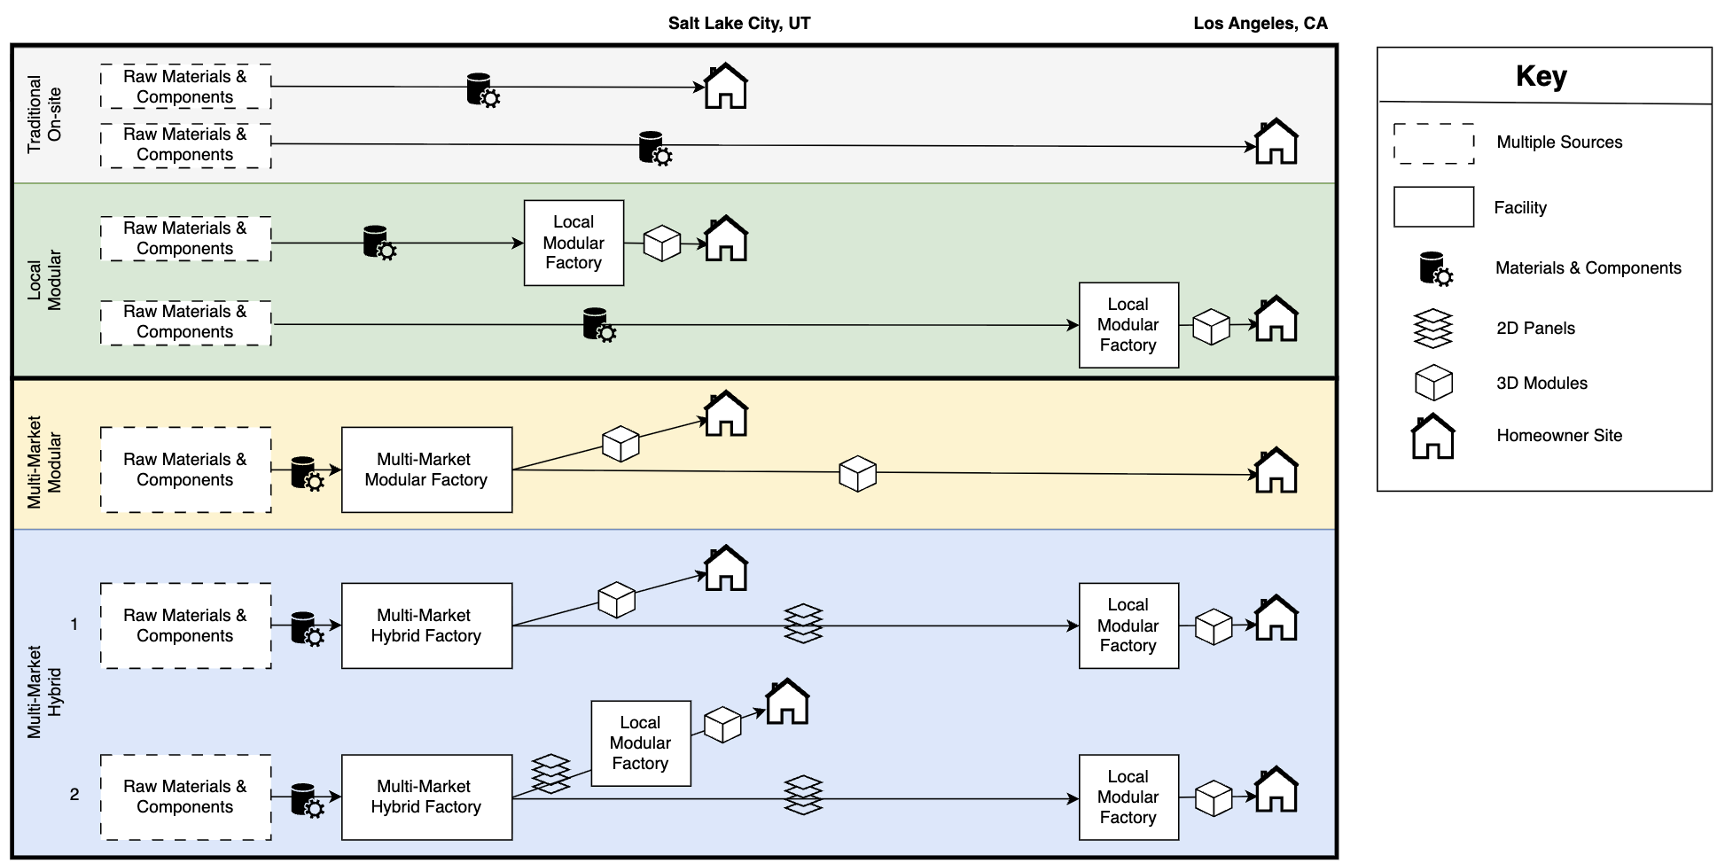 Salt Lake City, UT
Los Angeles, CA
Traditional
On-site
Raw Materials &
Components
Raw Materials &
Components
Local
Modular
Raw Materials &
Components
Local
Modular
Factory
Raw Materials &
Components
Local
Modular
Factory
Multi-Market
Modular
Raw Materials &
Components
Multi-Market
Modular Factory
Multi-Market
Hybrid
1
Raw Materials &
Components
Multi-Market
Hybrid Factory
Local
Modular
Factory
2
Raw Materials &
Components
Multi-Market
Hybrid Factory
Local
Modular
Factory
Local
Modular
Factory
Key
Multiple Sources
Facility
Materials & Components
2D Panels
3D Modules
Homeowner Site